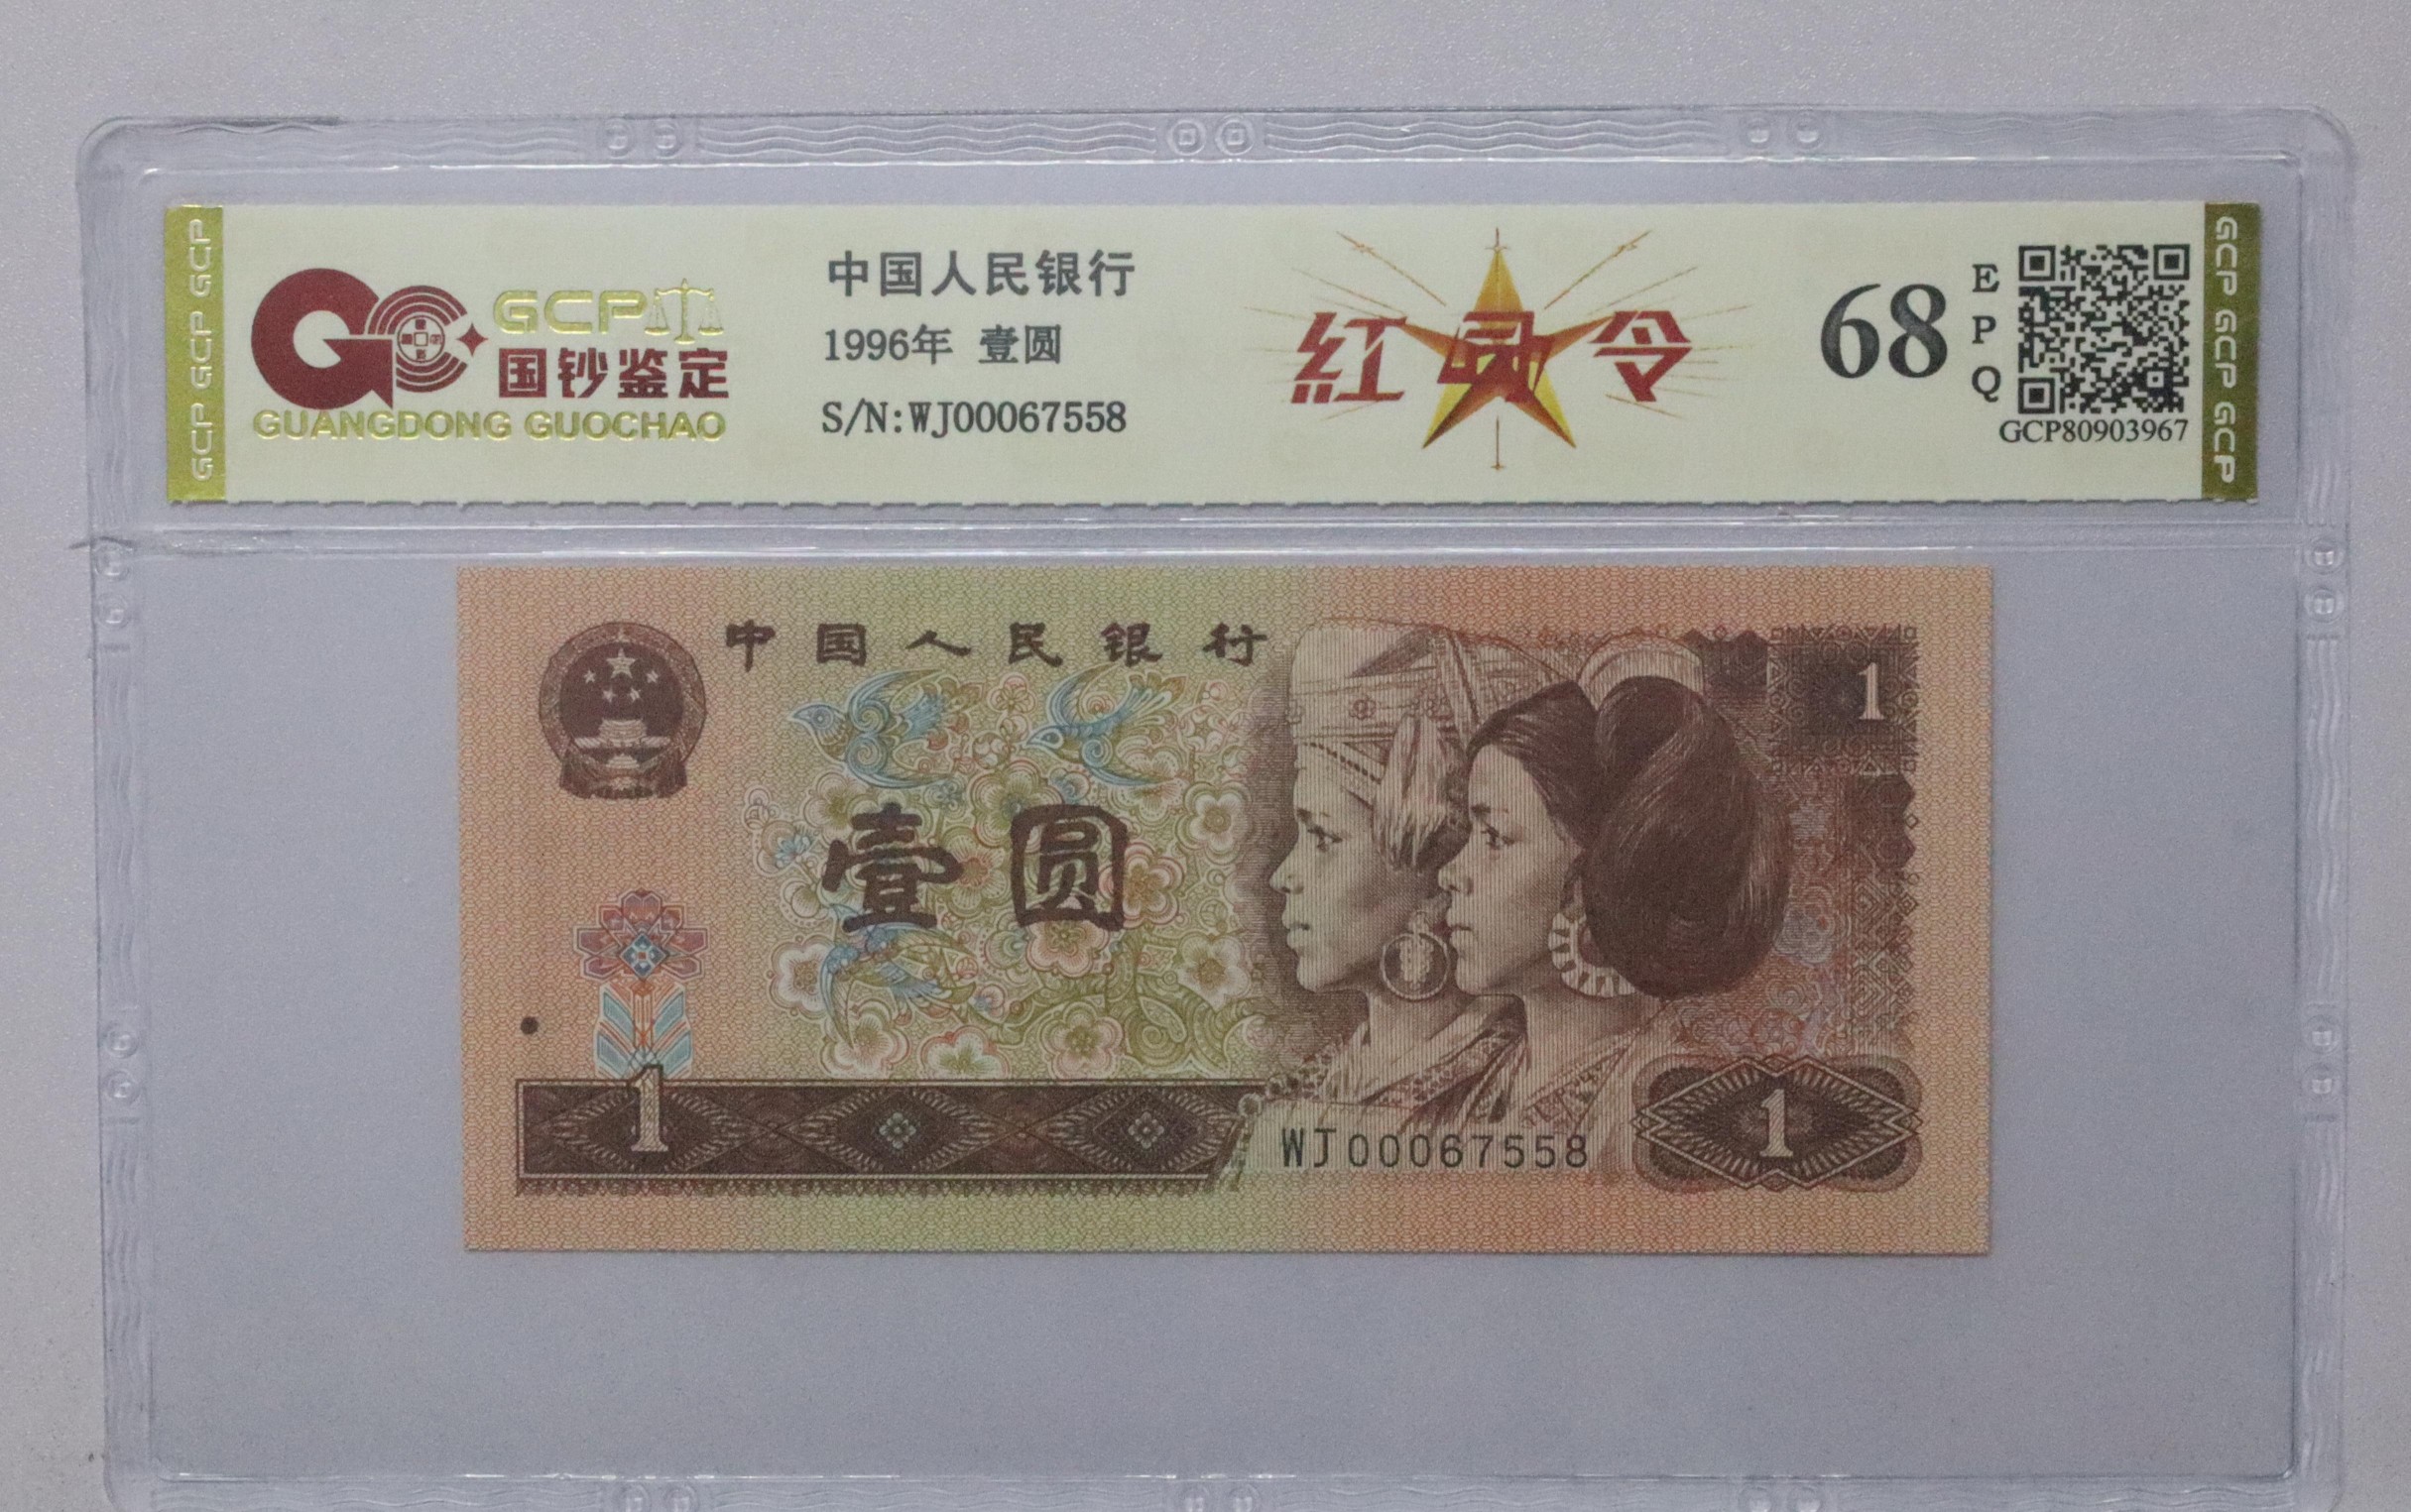 GCP GCP GCP
GCP
国钞鉴定
GUANGDONG GUOCHAO
中国人民银行
1996年 壹圆
S/N:WJ00067558
紅圓令
68
E
P
Q
GCP80903967
GCP GCP GCP
中国人民银行
1
壹圆
1
WJ00067558
1